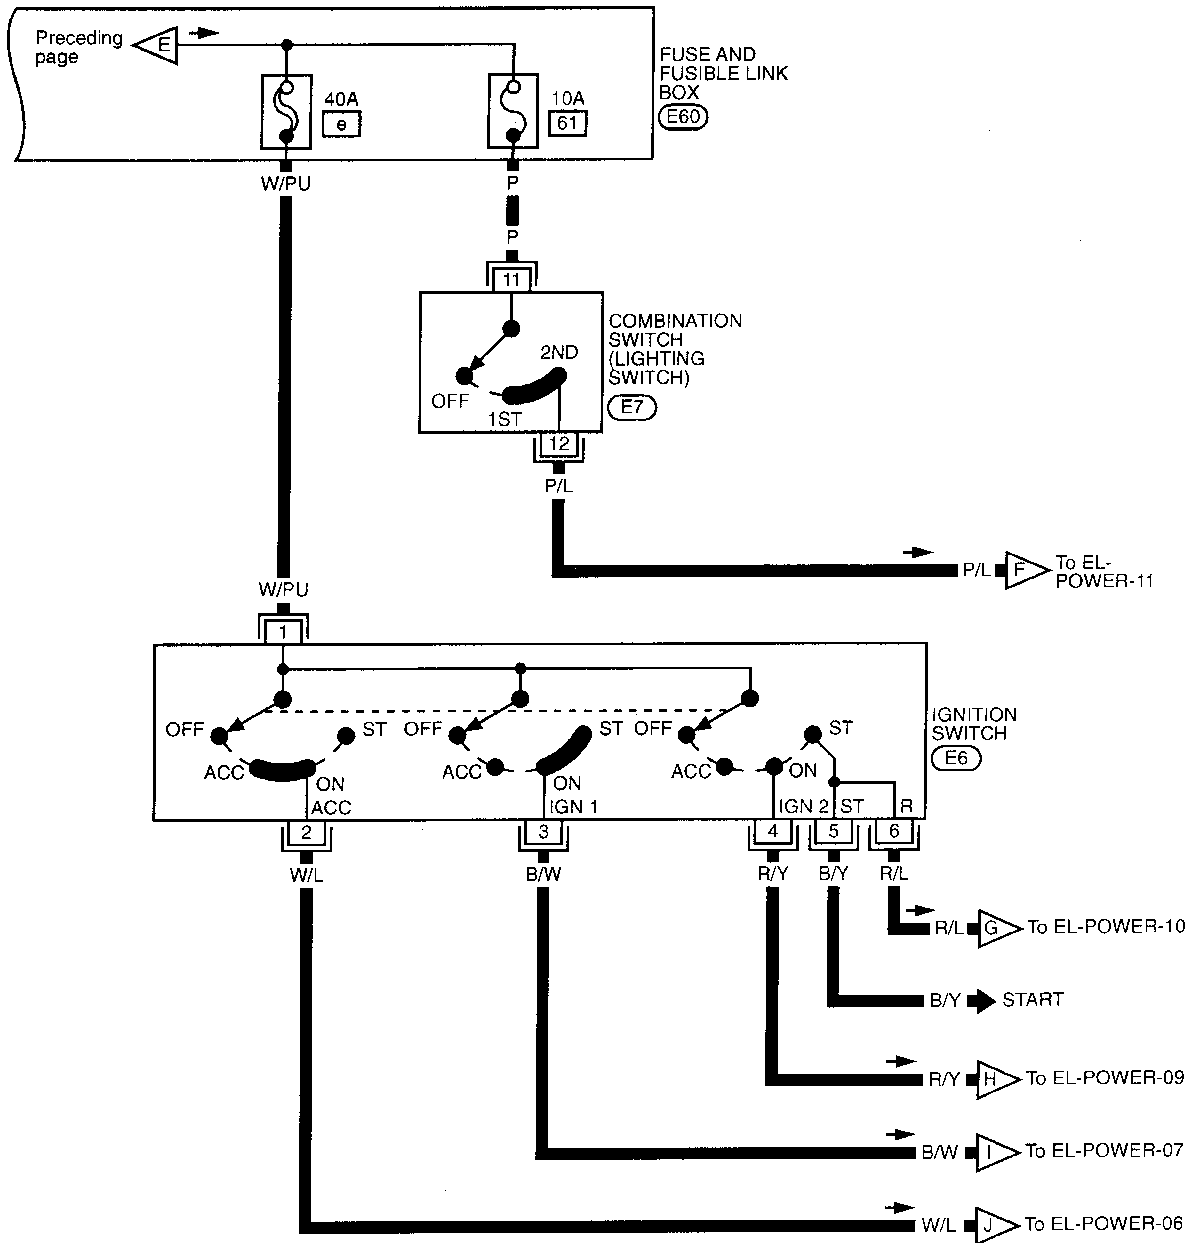 Preceding
page
E
FUSE AND
FUSIBLE LINK
BOX
E60
40A
e
10A
61
W/PU
P
P
11
COMBINATION
SWITCH
(LIGHTING
SWITCH)
E7
2ND
OFF
1ST
12
P/L
P/L
F
To EL-
POWER-11
W/PU
1
OFF
ST
ACC
ON
ACC
OFF
ST
ACC
ON
IGN 1
OFF
ST
ACC
ON
IGN 2
ST
R
IGNITION
SWITCH
E6
2
3
4
5
6
W/L
B/W
R/Y
B/Y
R/L
R/L
G
To EL-POWER-10
B/Y
START
R/Y
H
To EL-POWER-09
B/W
I
To EL-POWER-07
W/L
J
To EL-POWER-06